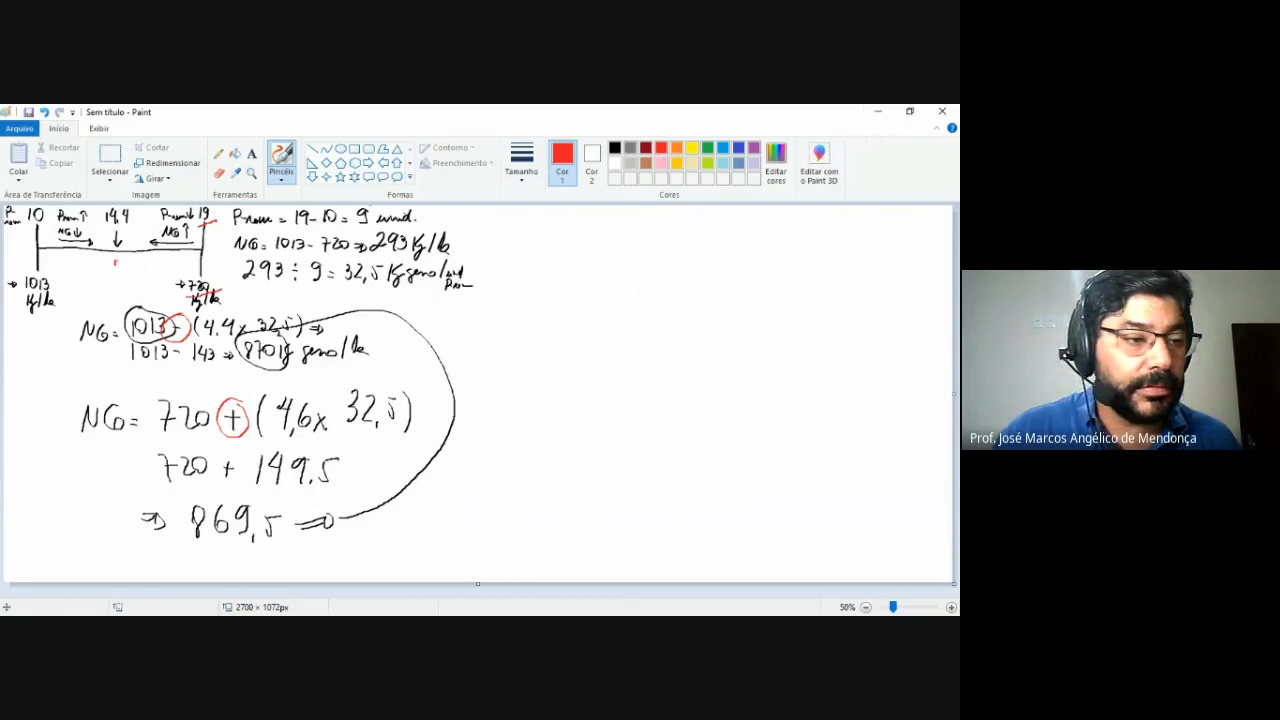 Sem título - Paint
Arquivo Início Exibir
Colar
Recortar
Copiar
Área de Transferência
Selecionar
Cortar
Redimensionar
Girar
Imagem
A
Ferramentas
Pincéis
Contorno
Preenchimento
Formas
Tamanho
Cor 1
Cor 2
Editar cores
Cores
Editar com o Paint 3D
10 14,4 19
NG↓ NG↑
1013 Kg/ha
Kg/ha
= 19-10 = 9 unid.
NG = 1013 - 720 ⇒ 293 Kg/ha
293 ÷ 9 = 32,5 Kg
NG = 1013 - (4.4 x 32,5) ⇒
1013 - 143 ⇒ 870 Kg gesso/ha
NG = 720 + (4,6 x 32,5)
720 + 149.5
⇒ 869,5 ⇒
2700 × 1072px
50%
Prof. José Marcos Angélico de Mendonça